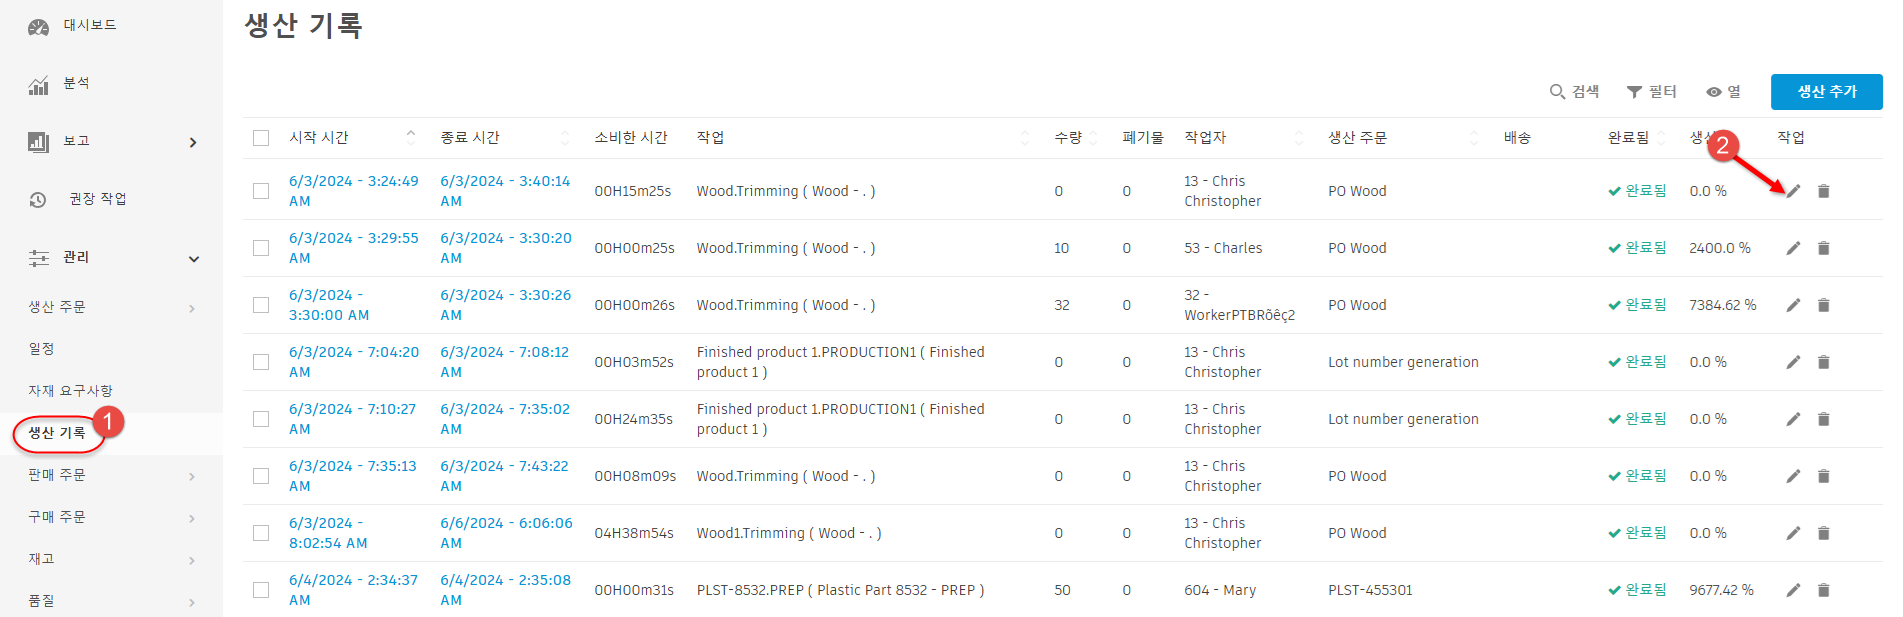 대시보드
분석
보고
권장 작업
관리
생산 주문
일정
자재 요구사항
생산 기록
1
판매 주문
구매 주문
재고
품질
생산 기록
검색 필터 열 생산 추가
시작 시간 종료 시간 소비한 시간 작업 수량 폐기물 작업자 생산 주문 배송 완료됨 생산 작업
2
6/3/2024 - 3:24:49 AM 6/3/2024 - 3:40:14 AM 00H15m25s Wood.Trimming ( Wood - . ) 0 0 13 - Chris Christopher PO Wood 완료됨 0.0 %
6/3/2024 - 3:29:55 AM 6/3/2024 - 3:30:20 AM 00H00m25s Wood.Trimming ( Wood - . ) 10 0 53 - Charles PO Wood 완료됨 2400.0 %
6/3/2024 - 3:30:00 AM 6/3/2024 - 3:30:26 AM 00H00m26s Wood.Trimming ( Wood - . ) 32 0 32 - WorkerPTBRõêç2 PO Wood 완료됨 7384.62 %
6/3/2024 - 7:04:20 AM 6/3/2024 - 7:08:12 AM 00H03m52s Finished product 1.PRODUCTION1 ( Finished product 1 ) 0 0 13 - Chris Christopher Lot number generation 완료됨 0.0 %
6/3/2024 - 7:10:27 AM 6/3/2024 - 7:35:02 AM 00H24m35s Finished product 1.PRODUCTION1 ( Finished product 1 ) 0 0 13 - Chris Christopher Lot number generation 완료됨 0.0 %
6/3/2024 - 7:35:13 AM 6/3/2024 - 7:43:22 AM 00H08m09s Wood.Trimming ( Wood - . ) 0 0 13 - Chris Christopher PO Wood 완료됨 0.0 %
6/3/2024 - 8:02:54 AM 6/6/2024 - 6:06:06 AM 04H38m54s Wood1.Trimming ( Wood - . ) 0 0 13 - Chris Christopher PO Wood 완료됨 0.0 %
6/4/2024 - 2:34:37 AM 6/4/2024 - 2:35:08 AM 00H00m31s PLST-8532.PREP ( Plastic Part 8532 - PREP ) 50 0 604 - Mary PLST-455301 완료됨 9677.42 %